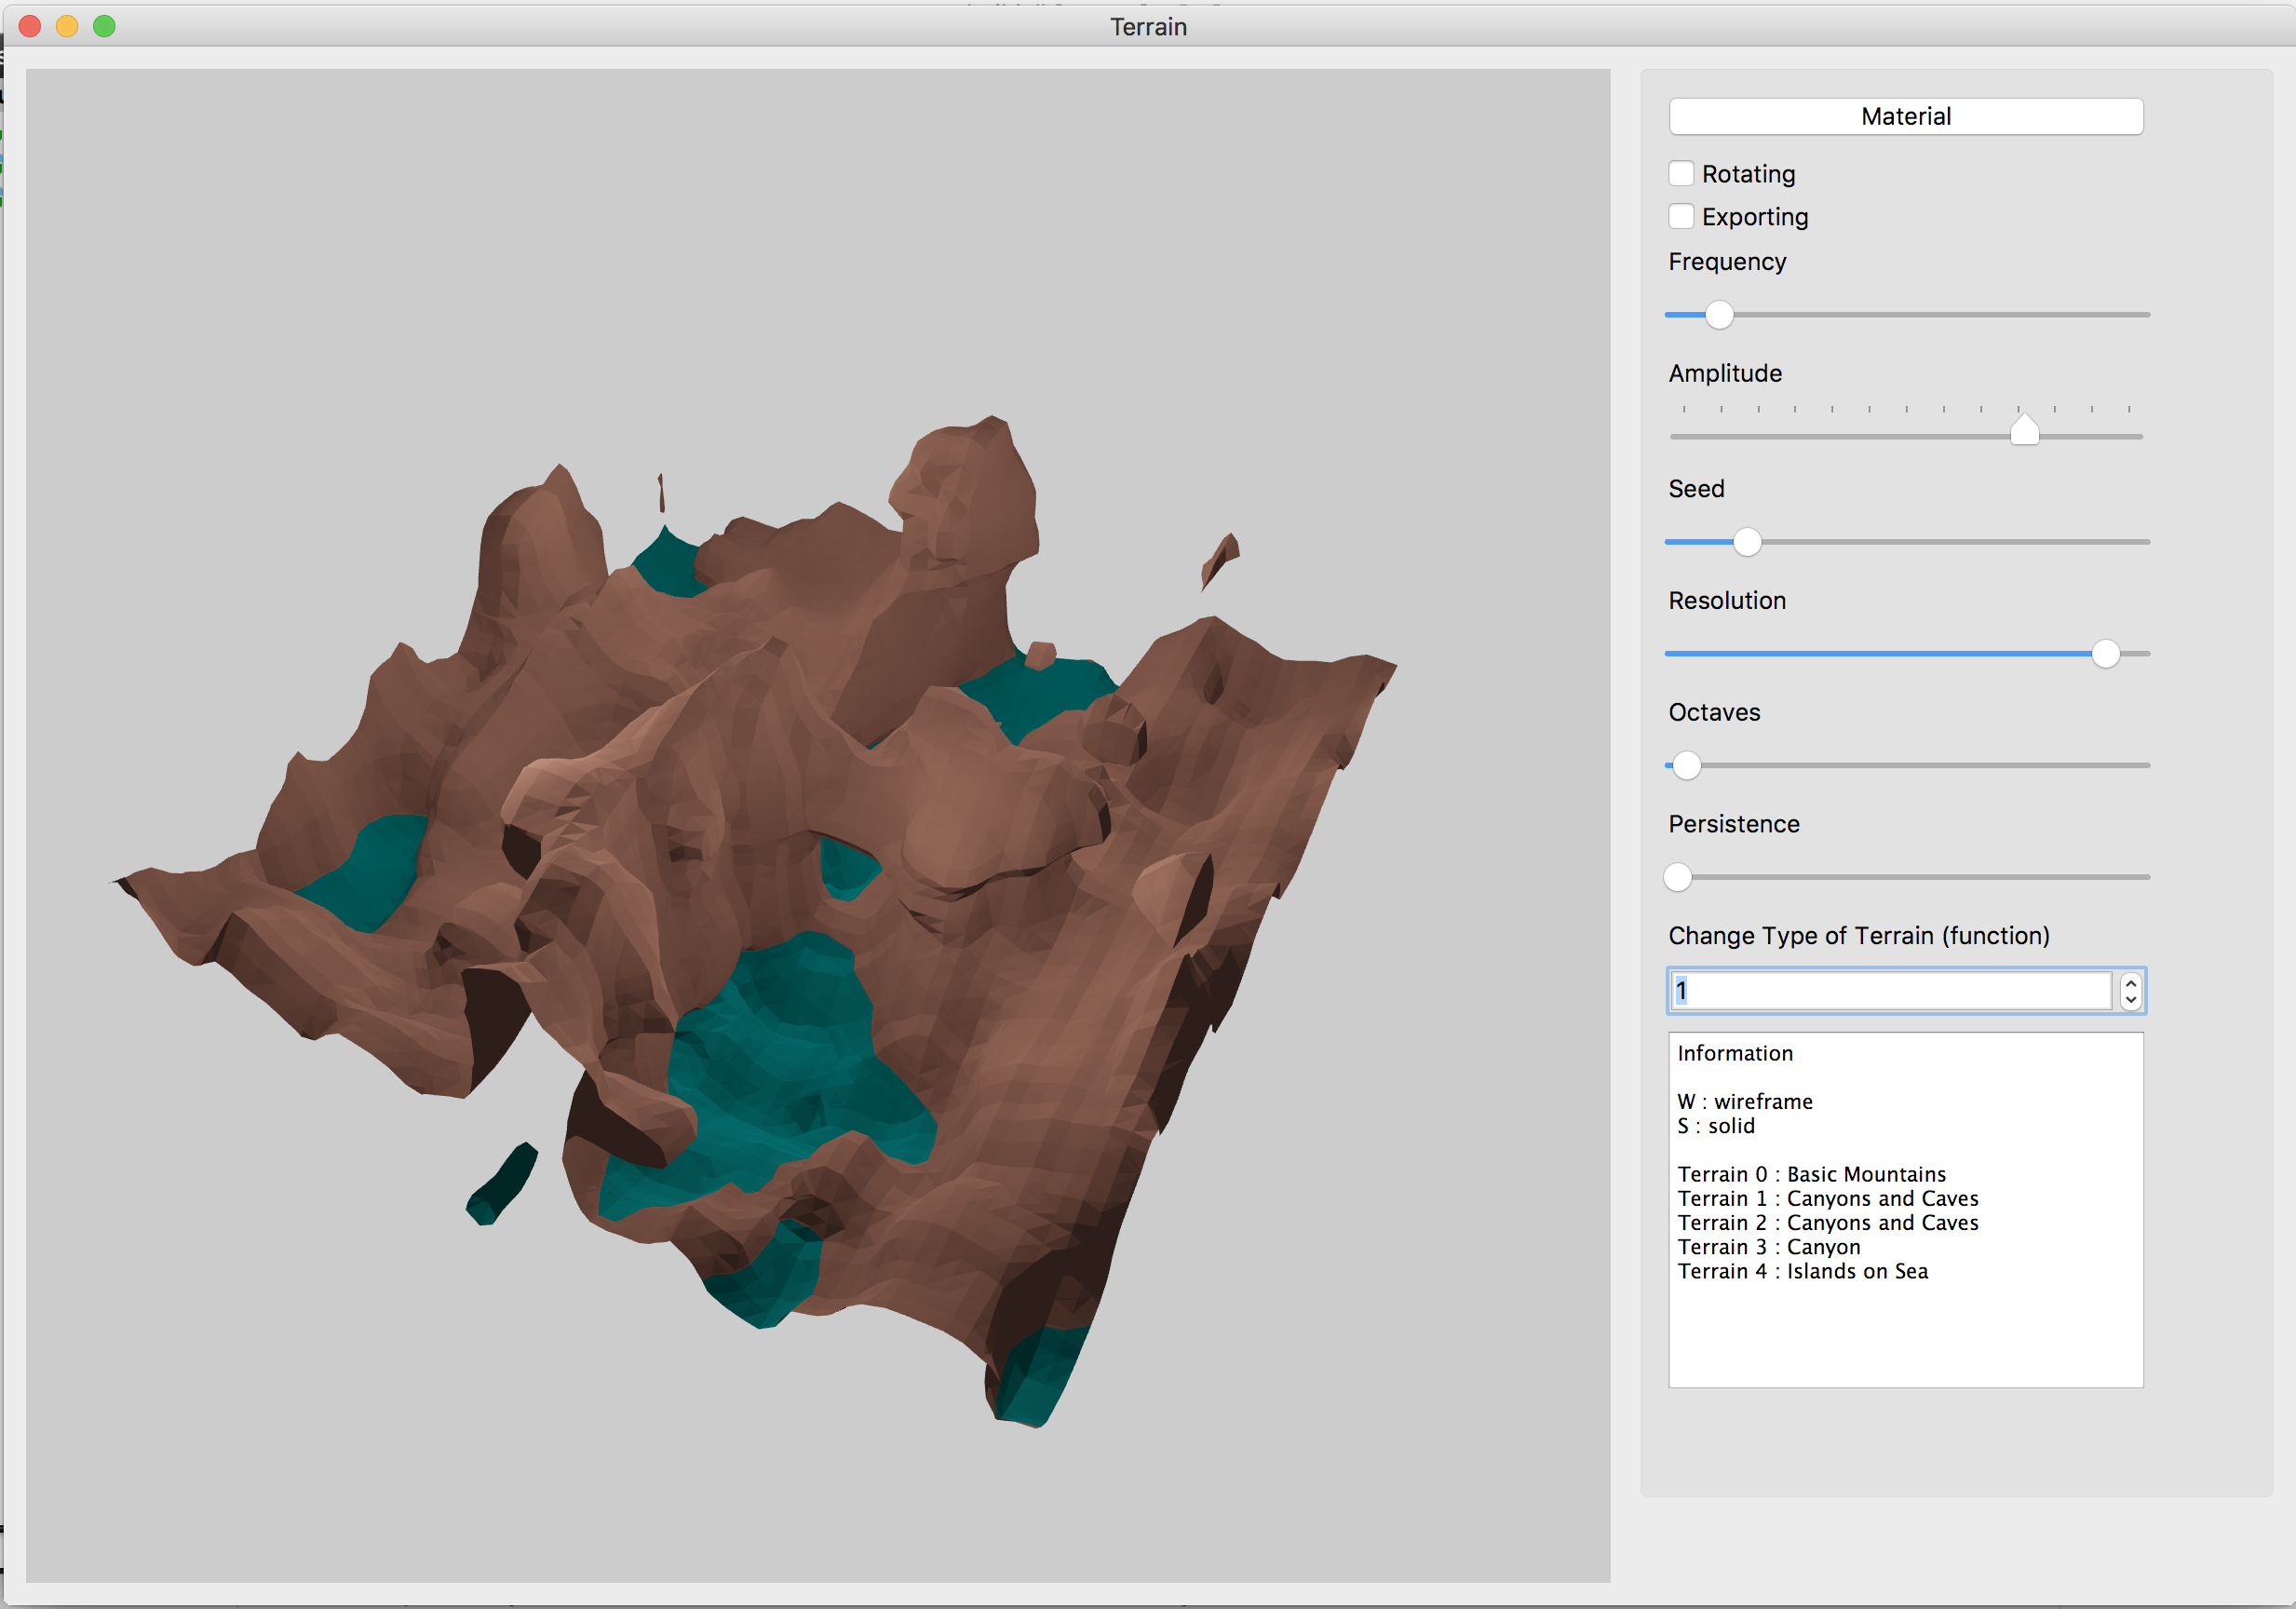 Terrain
Material
Rotating
Exporting
Frequency
Amplitude
Seed
Resolution
Octaves
Persistence
Change Type of Terrain (function)
1
Information
W : wireframe
S : solid
Terrain 0 : Basic Mountains
Terrain 1 : Canyons and Caves
Terrain 2 : Canyons and Caves
Terrain 3 : Canyon
Terrain 4 : Islands on Sea